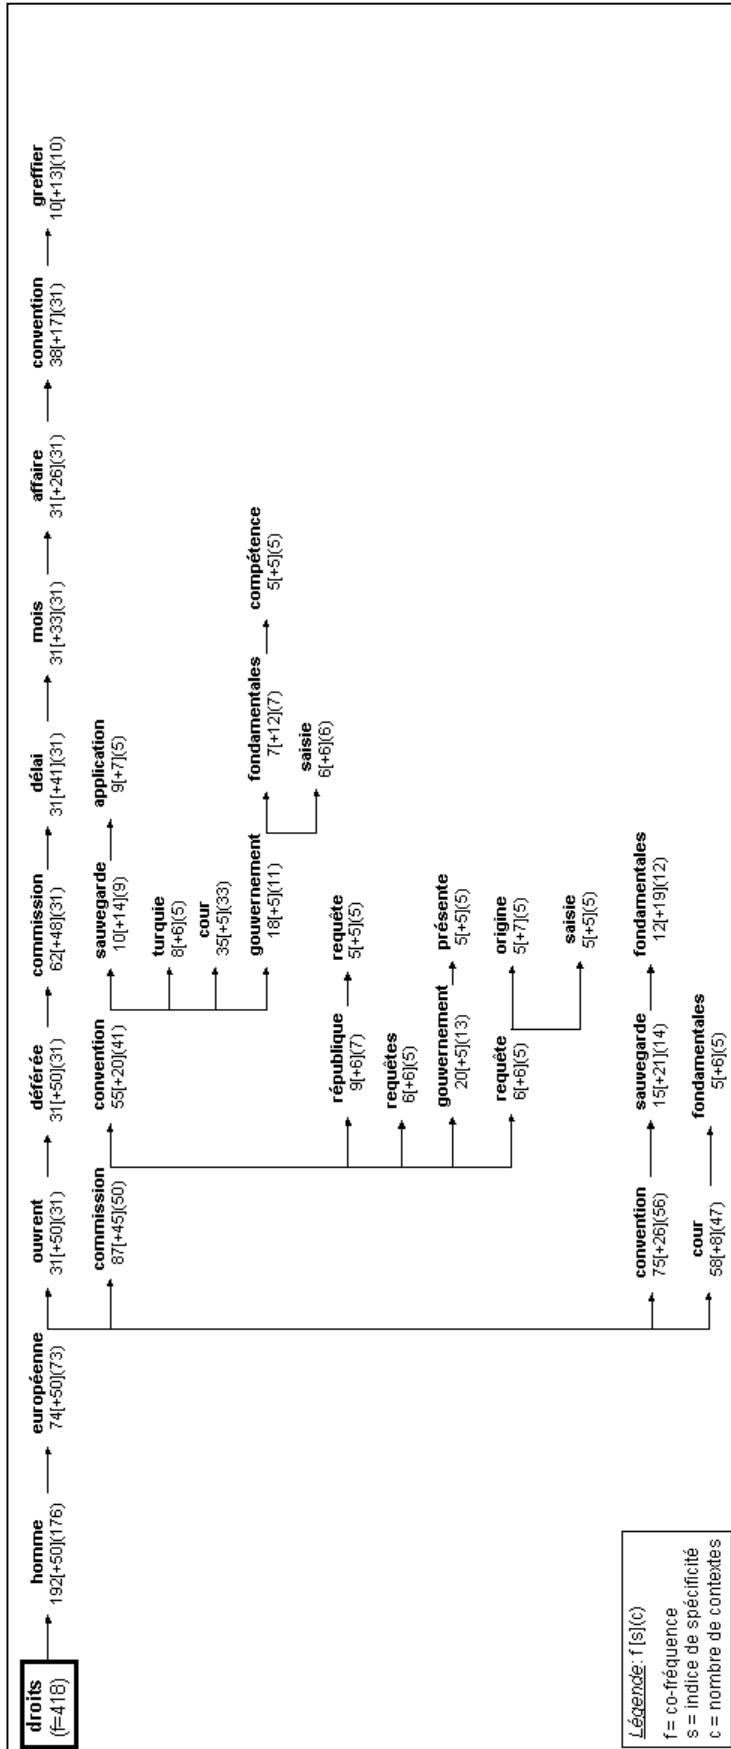 droits
(f=418)
homme
192[+50](176)
européenne
74[+50](73)
ouvrent
31[+50](31)
déférée
31[+50](31)
commission
62[+48](31)
délai
31[+41](31)
mois
31[+33](31)
affaire
31[+26](31)
convention
38[+17](31)
greffier
10[+13](10)
commission
87[+45](50)
convention
55[+20](41)
sauvegarde
10[+14](9)
application
9[+7](5)
turquie
8[+6](5)
cour
35[+5](33)
gouvernement
18[+5](11)
fondamentales
7[+12](7)
compétence
5[+5](5)
saisie
6[+6](6)
république
9[+6](7)
requête
5[+5](5)
requêtes
6[+6](5)
gouvernement
20[+5](13)
présente
5[+5](5)
requête
6[+6](5)
origine
5[+7](5)
saisie
5[+5](5)
convention
75[+26](56)
sauvegarde
15[+21](14)
fondamentales
12[+19](12)
cour
58[+8](47)
fondamentales
5[+6](5)
Légende: f [s](c)
f = co-fréquence
s = indice de spécificité
c = nombre de contextes